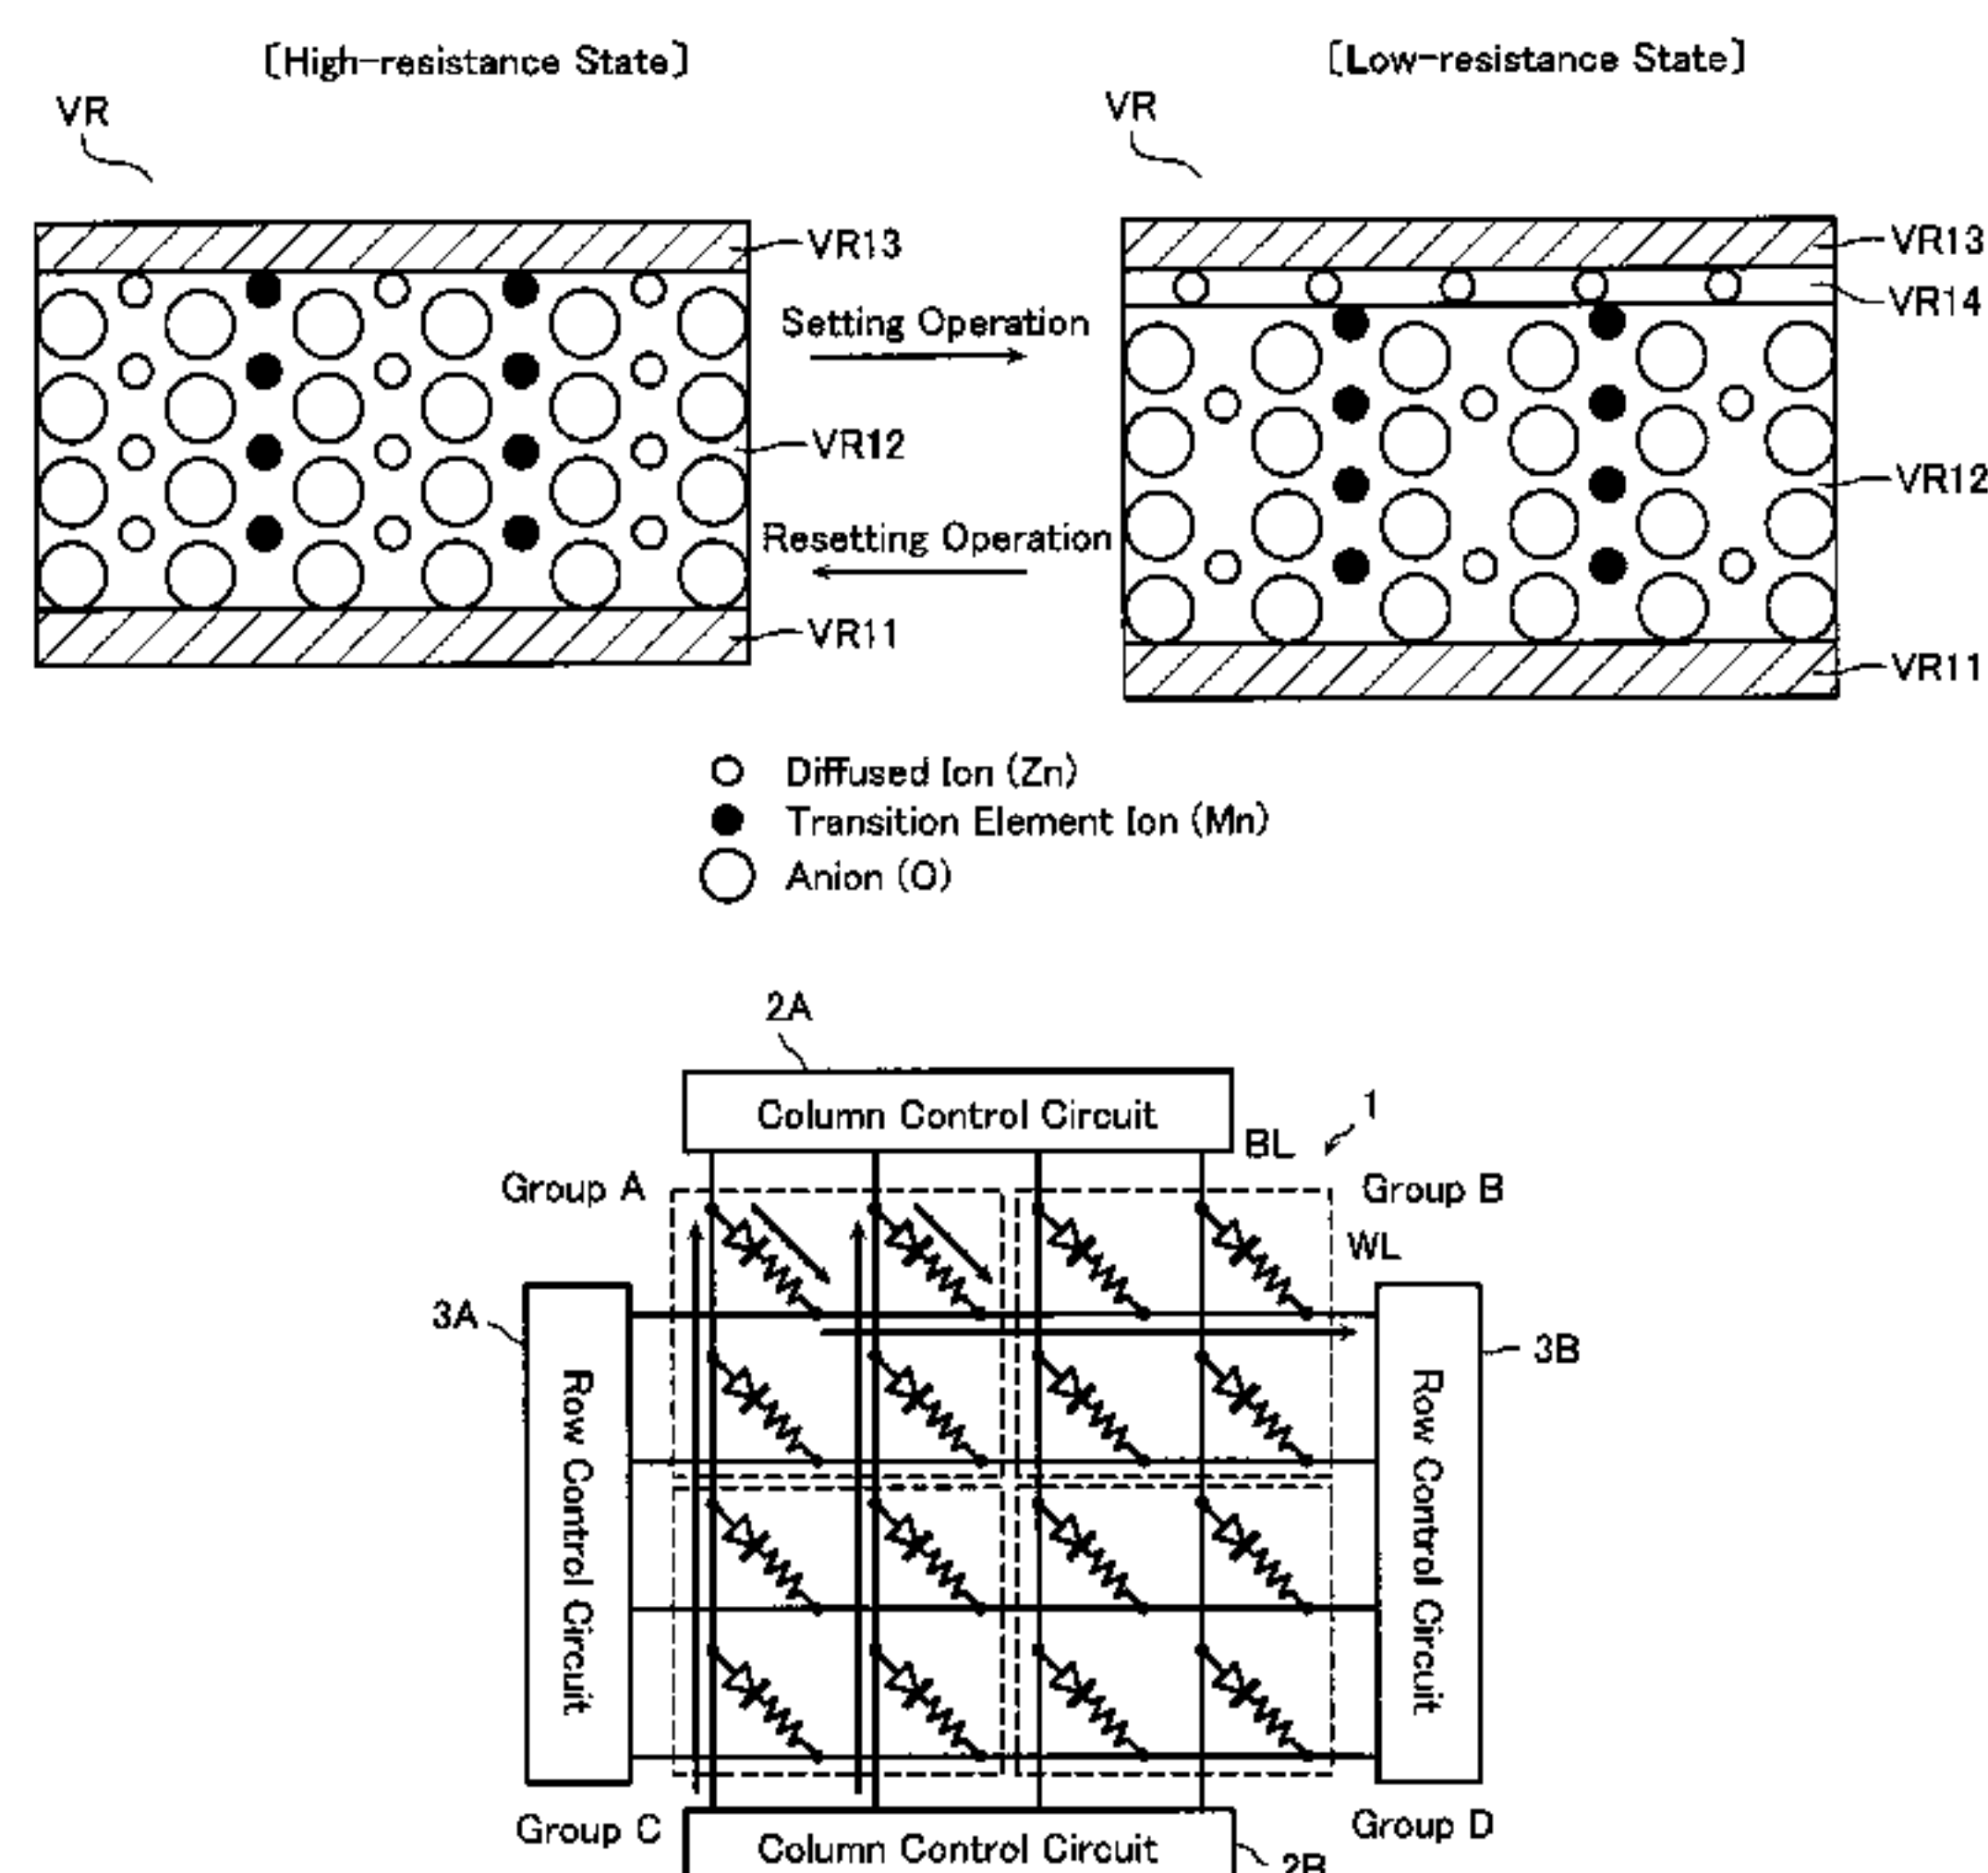 [High-resistance State]
[Low-resistance State]
VR
VR
VR13
VR13
VR14
Setting Operation
VR12
VR12
Resetting Operation
VR11
VR11
Diffused Ion (Zn)
Transition Element Ion (Mn)
Anion (O)
2A
Column Control Circuit
BL
1
Group A
Group B
WL
3A
3B
Row Control Circuit
Row Control Circuit
Group C
Group D
Column Control Circuit
2B